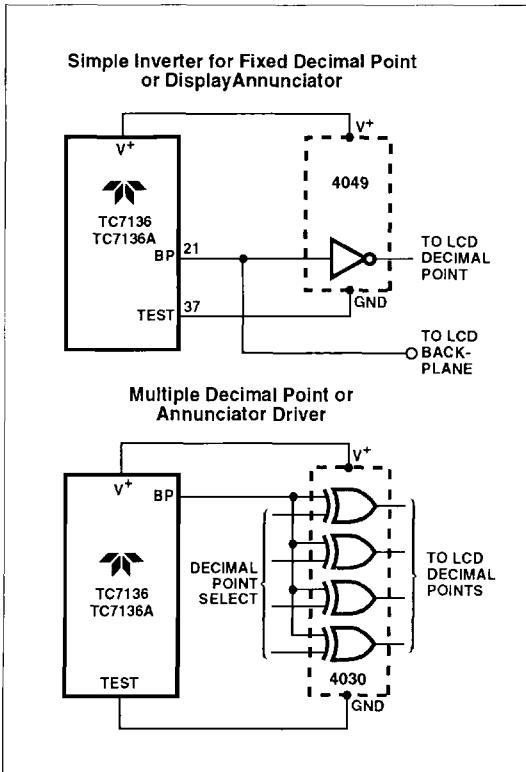 Simple Inverter for Fixed Decimal Point
or DisplayAnnunciator
V+
V+
4049
TC7136
TC7136A
BP
21
TO LCD
DECIMAL
POINT
TEST
37
GND
TO LCD
BACK-
PLANE
Multiple Decimal Point or
Annunciator Driver
V+
V+
BP
TC7136
TC7136A
DECIMAL
POINT
SELECT
TO LCD
DECIMAL
POINTS
TEST
4030
GND